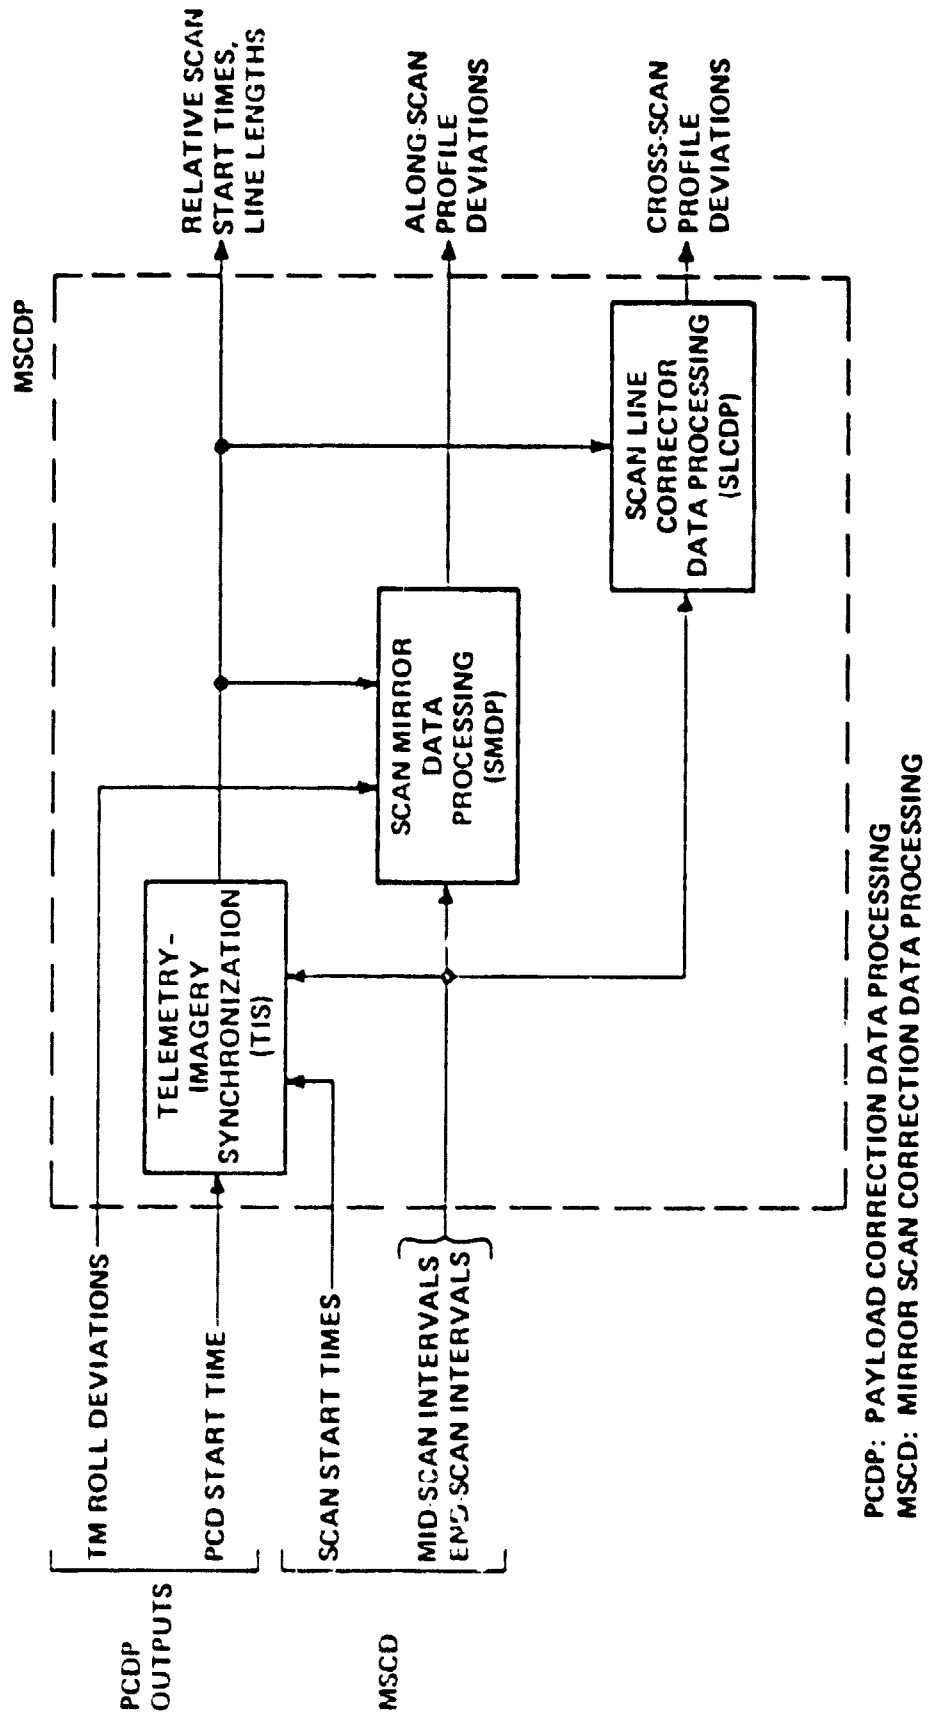 MSCDP
PCDP
OUTPUTS
TM ROLL DEVIATIONS
PCD START TIME
MSCD
SCAN START TIMES
MID-SCAN INTERVALS
END-SCAN INTERVALS
TELEMETRY-
IMAGERY
SYNCHRONIZATION
(TIS)
SCAN MIRROR
DATA
PROCESSING
(SMDP)
SCAN LINE
CORRECTOR
DATA PROCESSING
(SLCDP)
RELATIVE SCAN
START TIMES,
LINE LENGTHS
ALONG-SCAN
PROFILE
DEVIATIONS
CROSS-SCAN
PROFILE
DEVIATIONS
PCDP: PAYLOAD CORRECTION DATA PROCESSING
MSCD: MIRROR SCAN CORRECTION DATA PROCESSING